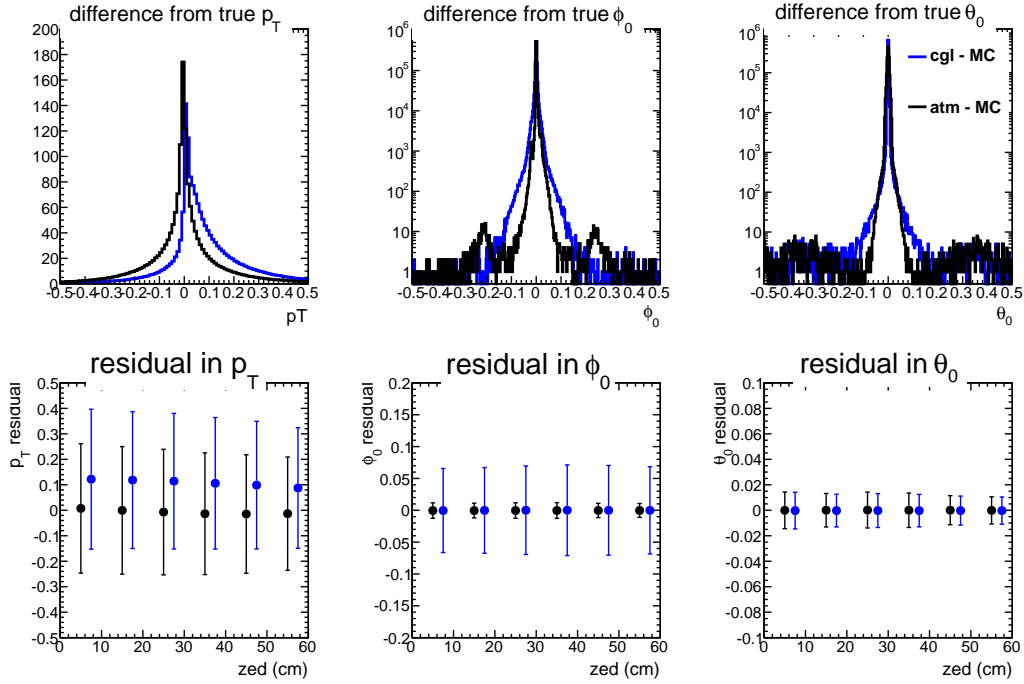 difference from true p_T
200
180
160
140
120
100
80
60
40
20
0
-0.5-0.4-0.3-0.2-0.1 0 0.1 0.2 0.3 0.4 0.5
pT
difference from true ϕ_0
10^6
10^5
10^4
10^3
10^2
10
1
-0.5-0.4-0.3-0.2-0.1 0 0.1 0.2 0.3 0.4 0.5
ϕ_0
difference from true θ_0
10^6
10^5
10^4
10^3
10^2
10
1
cgl - MC
atm - MC
-0.5-0.4-0.3-0.2-0.1 0 0.1 0.2 0.3 0.4 0.5
θ_0
residual in p_T
p_T residual
0.5
0.4
0.3
0.2
0.1
0
-0.1
-0.2
-0.3
-0.4
-0.5
0 10 20 30 40 50 60
zed (cm)
residual in ϕ_0
ϕ_0 residual
0.2
0.15
0.1
0.05
0
-0.05
-0.1
-0.15
-0.2
0 10 20 30 40 50 60
zed (cm)
residual in θ_0
θ_0 residual
0.1
0.08
0.06
0.04
0.02
0
-0.02
-0.04
-0.06
-0.08
-0.1
0 10 20 30 40 50 60
zed (cm)